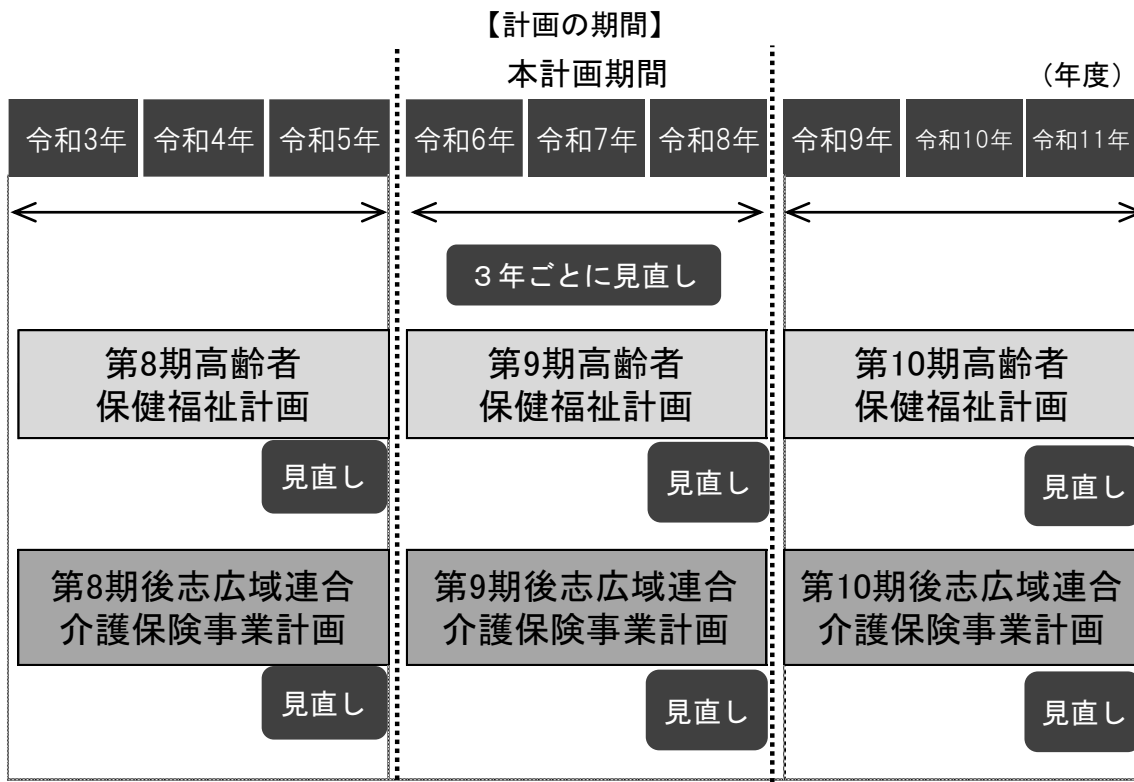 【計画の期間】
本計画期間
（年度）
令和3年 令和4年 令和5年 令和6年 令和7年 令和8年 令和9年 令和10年 令和11年
３年ごとに見直し
第8期高齢者
保健福祉計画
第9期高齢者
保健福祉計画
第10期高齢者
保健福祉計画
見直し
見直し
見直し
第8期後志広域連合
介護保険事業計画
第9期後志広域連合
介護保険事業計画
第10期後志広域連合
介護保険事業計画
見直し
見直し
見直し